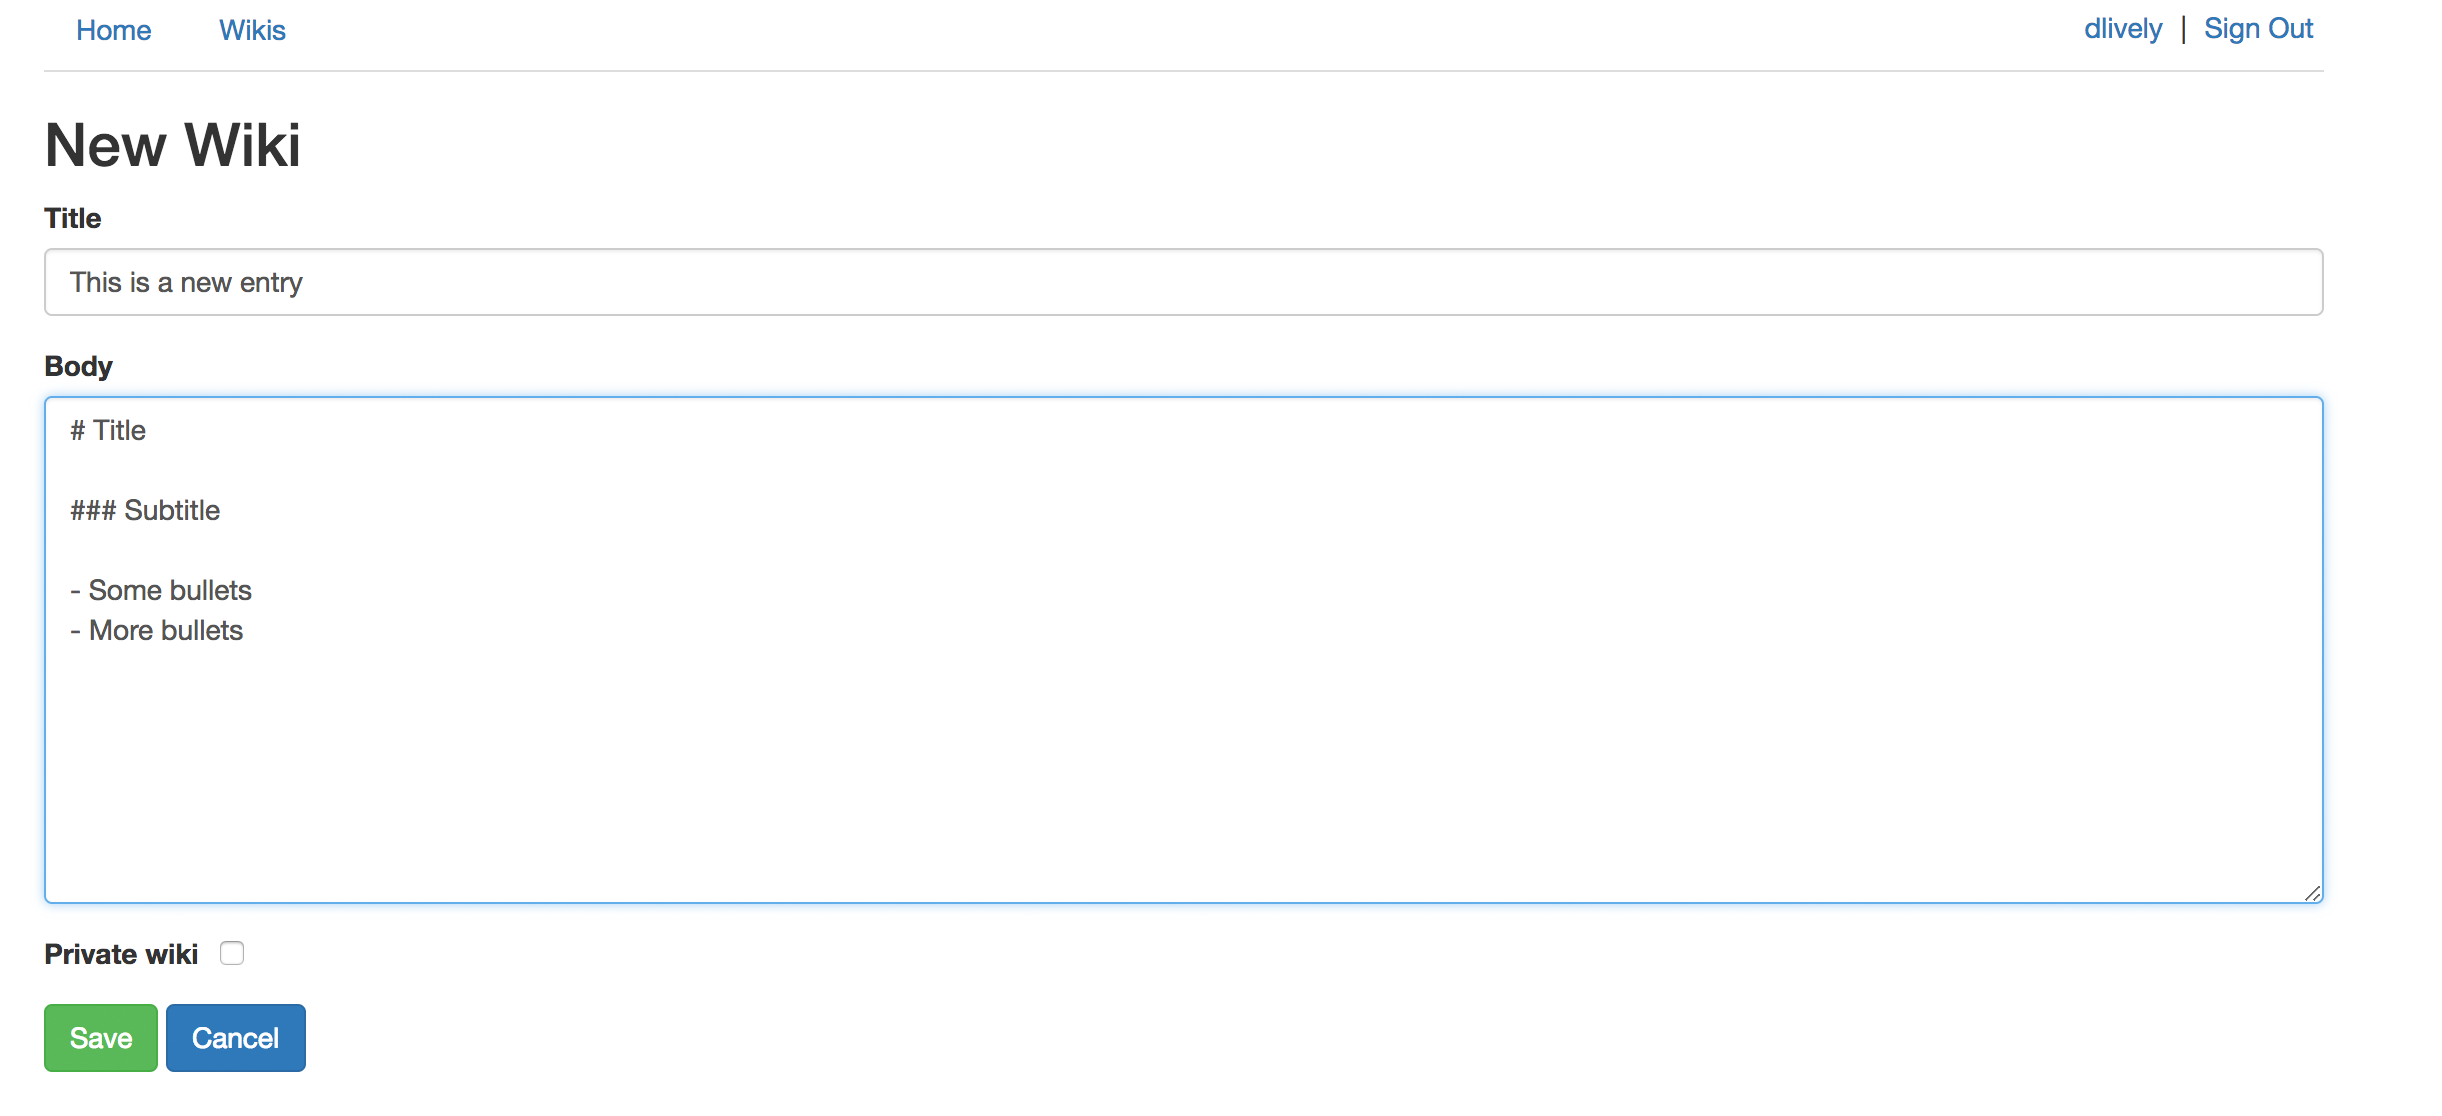 Home Wikis dlively | Sign Out
New Wiki
Title
This is a new entry
Body
# Title
### Subtitle
- Some bullets
- More bullets
Private wiki
Save Cancel